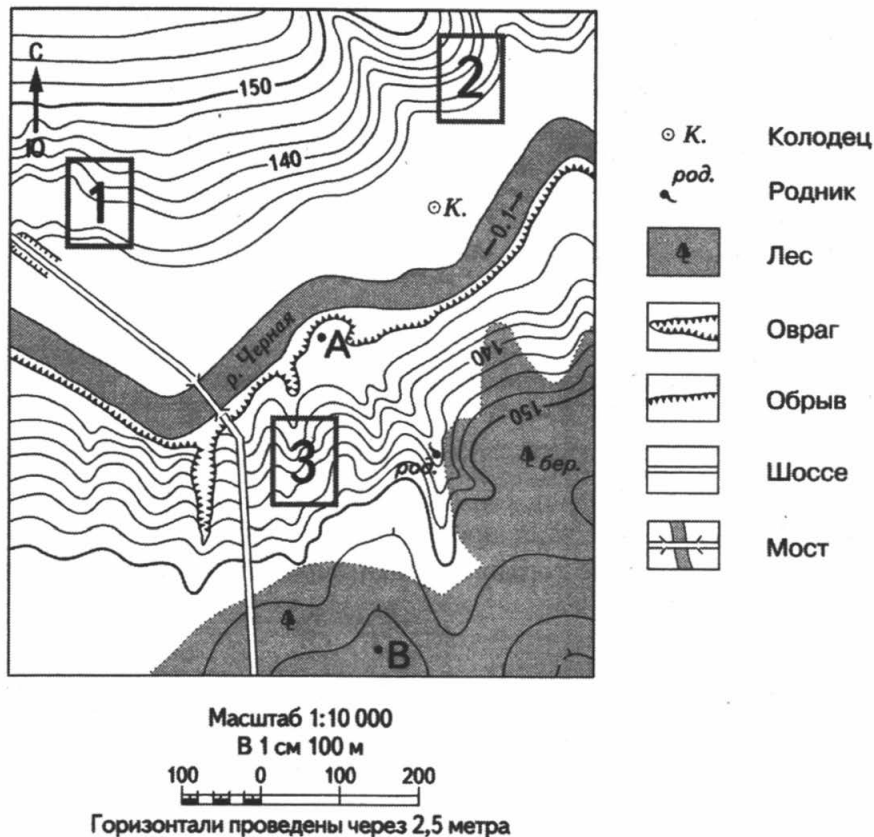 С
Ю
150
140
1
2
К.
0.1
р. Черная
А
140
150
3
род.
бер.
В
К. Колодец
род. Родник
Лес
Овраг
Обрыв
Шоссе
Мост
Масштаб 1:10 000
В 1 см 100 м
100 0 100 200
Горизонтали проведены через 2,5 метра